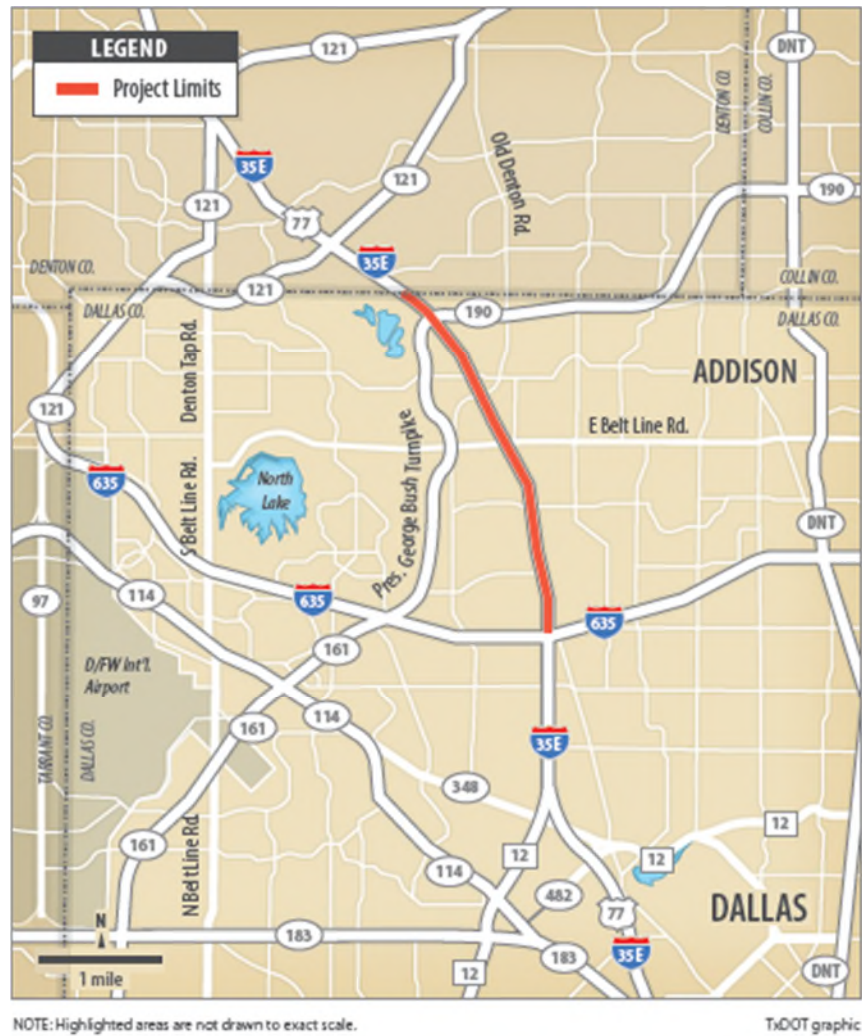 LEGEND
Project Limits
121
DNT
DENTON CO.
COLLIN CO.
35E
Old Denton Rd.
121
121
190
77
35E
DENTON CO.
121
COLLIN CO.
DALLAS CO.
190
DALLAS CO.
Denton Tap Rd.
ADDISON
121
Pres. George Bush Turnpike
E Belt Line Rd.
635
S Belt Line Rd.
North
Lake
DNT
97
114
635
635
161
D/FW Int'l.
Airport
114
161
TARRANT CO.
DALLAS CO.
35E
348
N Belt Line Rd.
12
161
12
12
114
482
77
DALLAS
N
183
183
35E
1 mile
12
DNT
NOTE: Highlighted areas are not drawn to exact scale.
TxDOT graphic